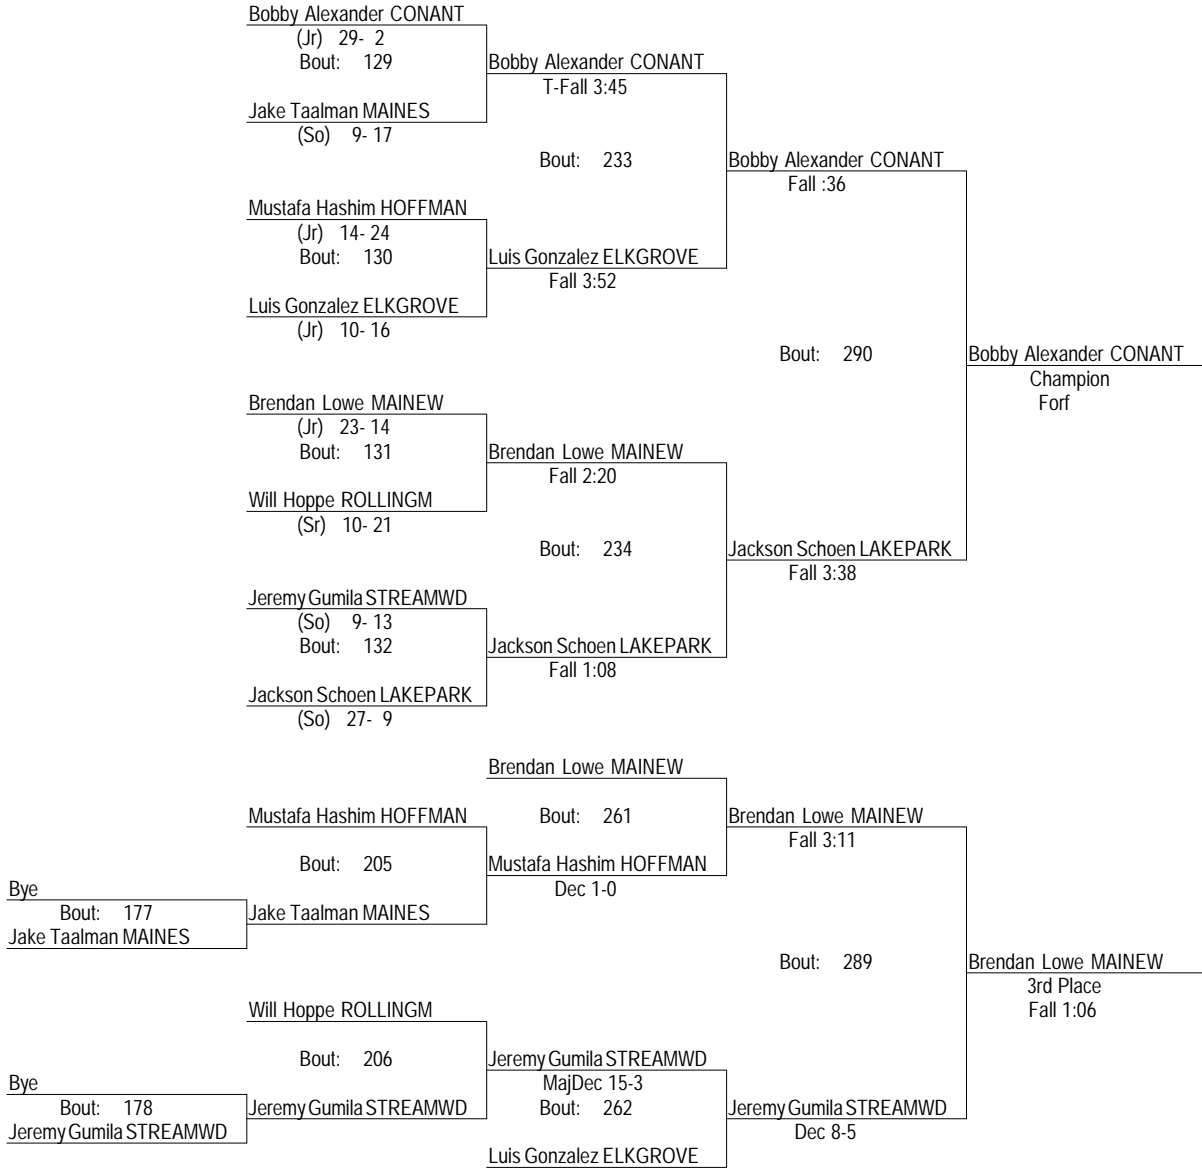 Bobby Alexander CONANT
(Jr) 29- 2
Bout: 129
Bobby Alexander CONANT
T-Fall 3:45
Jake Taalman MAINES
(So) 9- 17
Bout: 233
Bobby Alexander CONANT
Fall :36
Mustafa Hashim HOFFMAN
(Jr) 14- 24
Bout: 130
Luis Gonzalez ELKGROVE
Fall 3:52
Luis Gonzalez ELKGROVE
(Jr) 10- 16
Bout: 290
Bobby Alexander CONANT
Champion
Forf
Brendan Lowe MAINEW
(Jr) 23- 14
Bout: 131
Brendan Lowe MAINEW
Fall 2:20
Will Hoppe ROLLINGM
(Sr) 10- 21
Bout: 234
Jackson Schoen LAKEPARK
Fall 3:38
Jeremy Gumila STREAMWD
(So) 9- 13
Bout: 132
Jackson Schoen LAKEPARK
Fall 1:08
Jackson Schoen LAKEPARK
(So) 27- 9
Brendan Lowe MAINEW
Mustafa Hashim HOFFMAN
Bout: 261
Brendan Lowe MAINEW
Fall 3:11
Bout: 205
Mustafa Hashim HOFFMAN
Dec 1-0
Bye
Bout: 177
Jake Taalman MAINES
Jake Taalman MAINES
Bout: 289
Brendan Lowe MAINEW
3rd Place
Fall 1:06
Will Hoppe ROLLINGM
Bout: 206
Jeremy Gumila STREAMWD
MajDec 15-3
Bye
Bout: 178
Jeremy Gumila STREAMWD
Bout: 262
Jeremy Gumila STREAMWD
Dec 8-5
Jeremy Gumila STREAMWD
Luis Gonzalez ELKGROVE